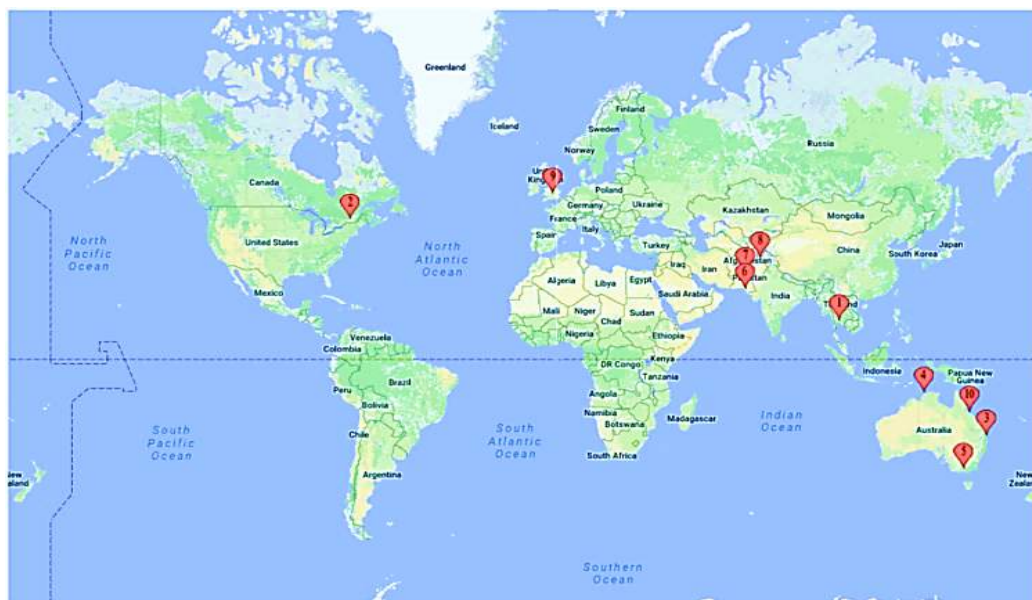 Greenland
Iceland
Finland
Sweden
Norway
Russia
9
Poland
Germany
Ukraine
France
Italy
Spair
Canada
2
United States
Kazakhstan
Mongolia
8
7
6
China
Japan
South Korea
Turkey
Iraq
Iran
North
Pacific
Ocean
North
Atlantic
Ocean
Mexico
Algeria
Libya
Egypt
Saudi Arabia
India
1
Mali
Niger
Chad
Sudan
Nigeria
Ethiopia
Venezuela
Colombia
DR Congo
Kenya
Tanzania
Indonesia
4
Papua New
Guinea
10
Peru
Brazil
Bolivia
Angola
Namibia
Botswana
Madagascar
Indian
Ocean
3
Australia
5
Chile
Argentina
South
Pacific
Ocean
South
Atlantic
Ocean
South Africa
New
Zealand
New
Zealan
Southern
Ocean